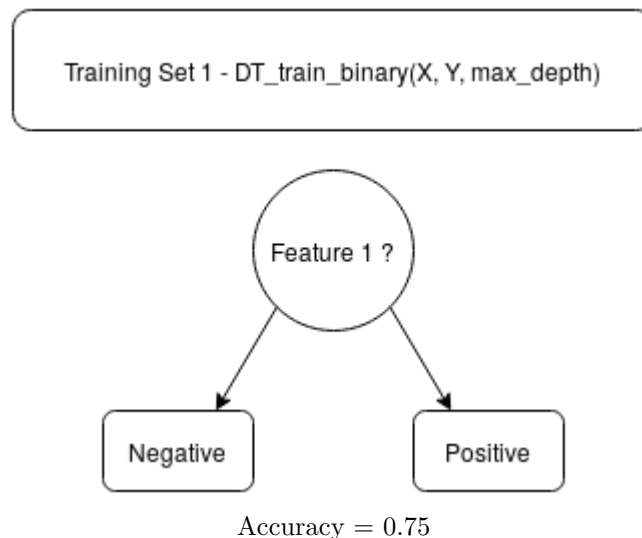 Training Set 1 - DT_train_binary(X, Y, max_depth)
Feature 1 ?
Negative
Positive
Accuracy = 0.75